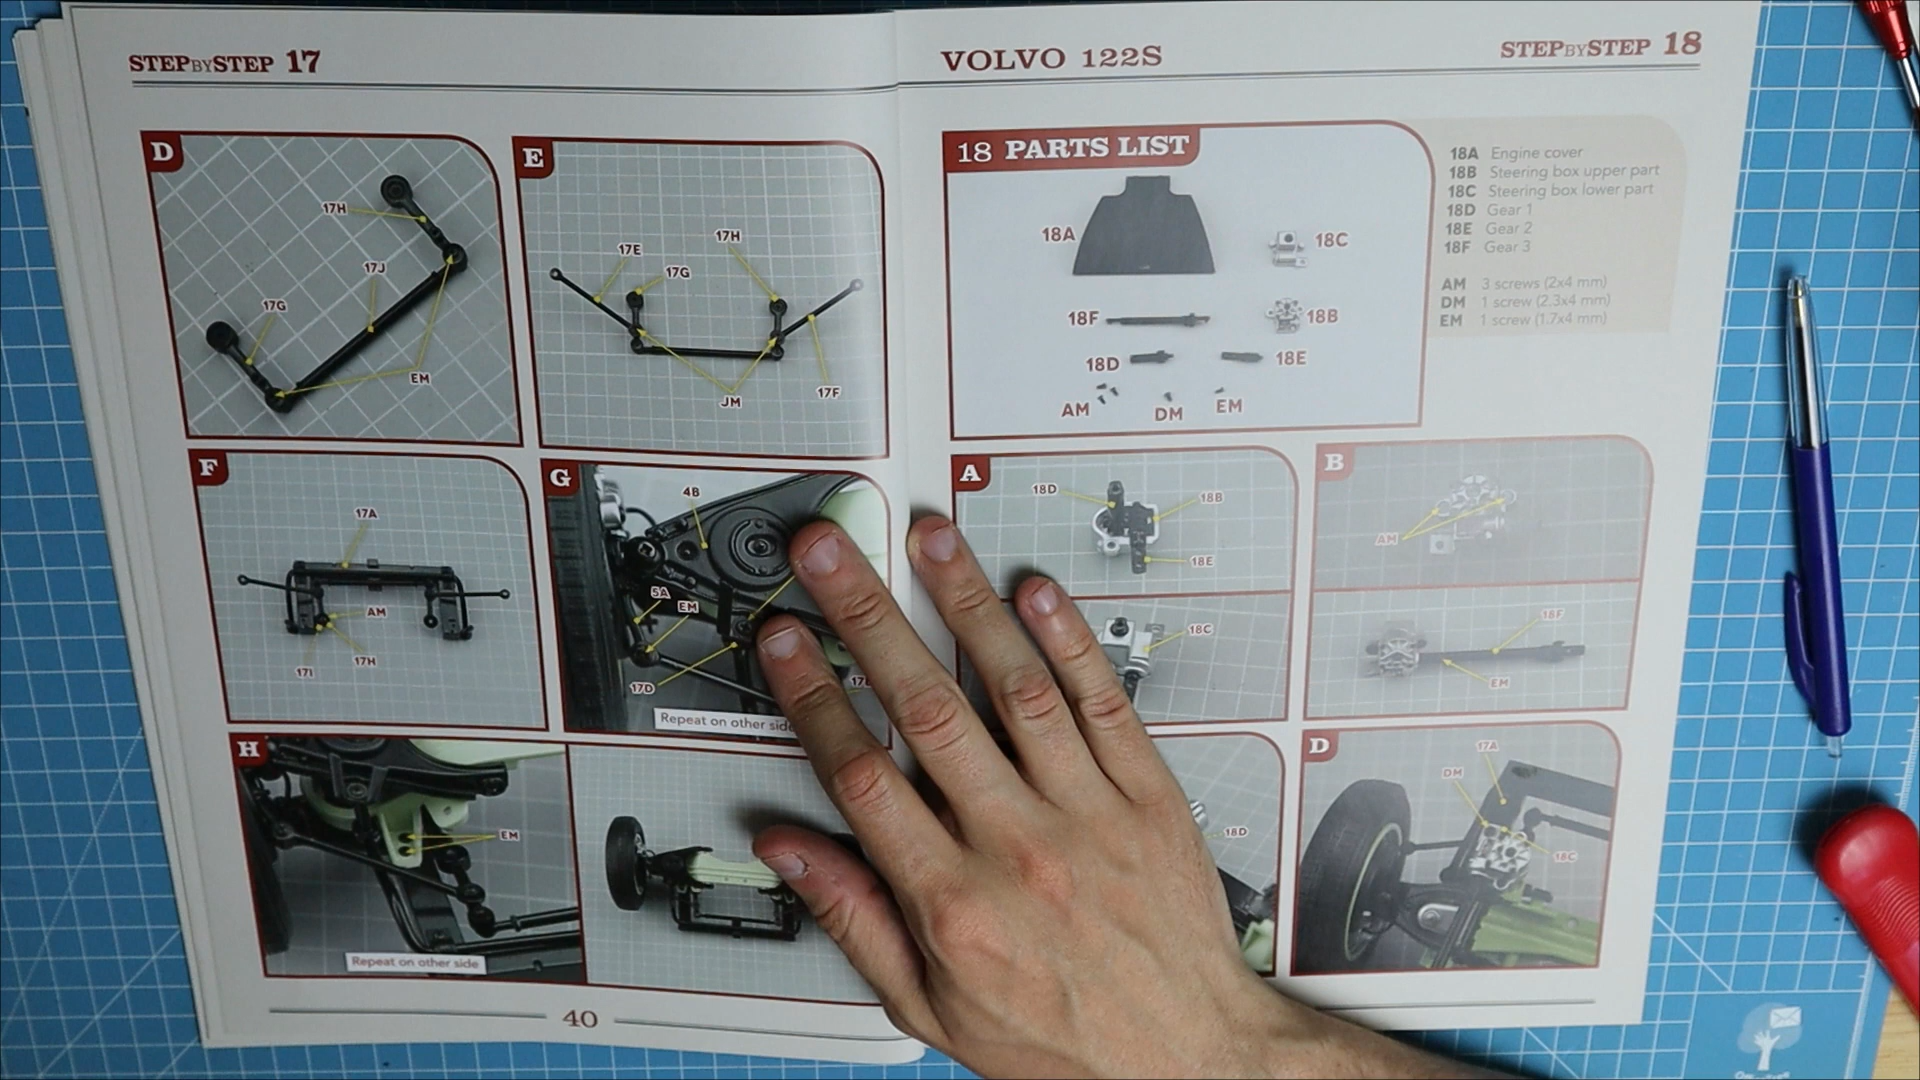 STEPBYSTEP 17
D
17H
17J
17G
EM
E
17H
17E
17G
JM
17F
F
17A
AM
17I
17H
G
4B
5A
EM
17D
Repeat on other side
H
EM
Repeat on other side
40
VOLVO 122S
STEPBYSTEP 18
18 PARTS LIST
18A
18C
18F
18B
18D
18E
AM
DM
EM
18A Engine cover
18B Steering box upper part
18C Steering box lower part
18D Gear 1
18E Gear 2
18F Gear 3
AM 3 screws (2x4 mm)
DM 1 screw (2.3x4 mm)
EM 1 screw (1.7x4 mm)
A
18D
18B
18E
18C
B
AM
18F
EM
18D
D
17A
DM
18C